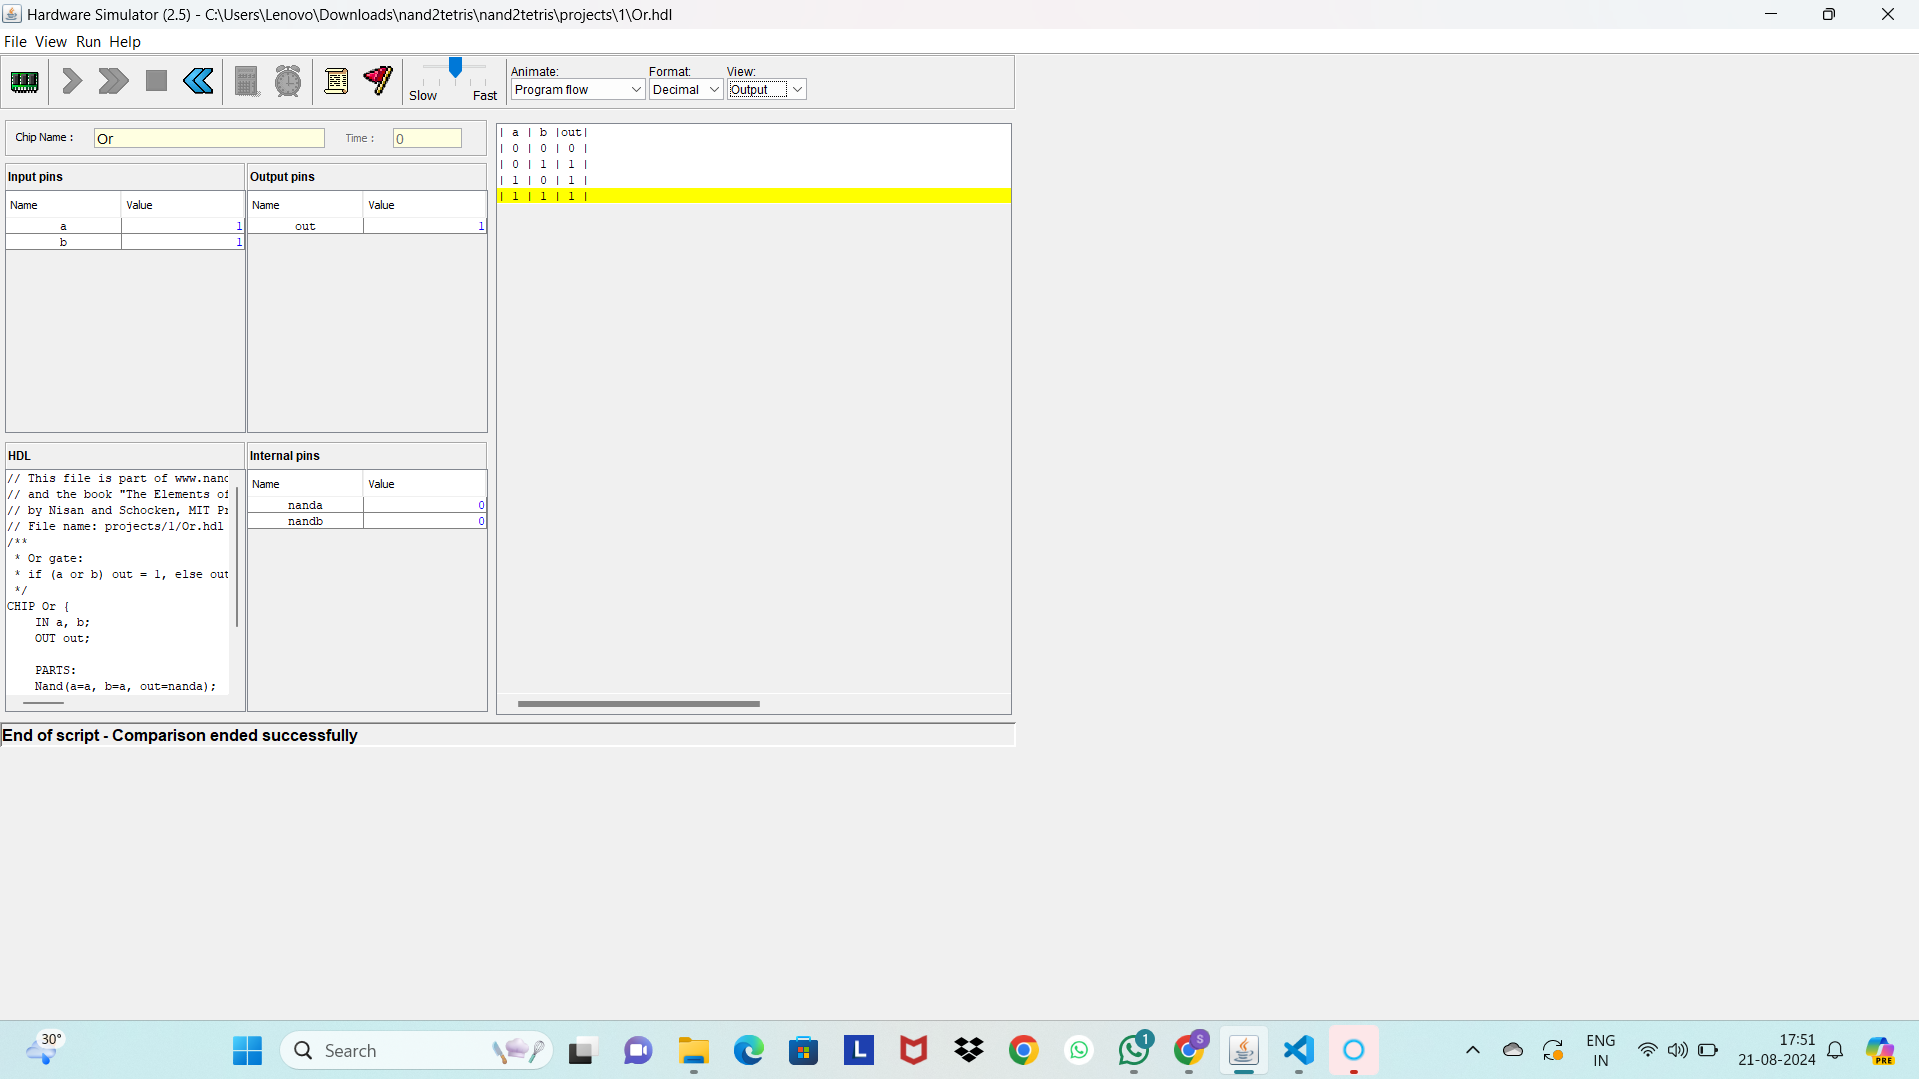 Hardware Simulator (2.5) - C:\Users\Lenovo\Downloads\nand2tetris\nand2tetris\projects\1\Or.hdl
File View Run Help
Slow Fast
Animate: Format: View:
Program flow Decimal Output
Chip Name : Or Time : 0
Input pins
Name Value
a 1
b 1
Output pins
Name Value
out 1
| a | b |out|
| 0 | 0 | 0 |
| 0 | 1 | 1 |
| 1 | 0 | 1 |
| 1 | 1 | 1 |
HDL
// This file is part of www.nand
// and the book "The Elements of
// by Nisan and Schocken, MIT Pr
// File name: projects/1/Or.hdl
/**
* Or gate:
* if (a or b) out = 1, else out
*/
CHIP Or {
IN a, b;
OUT out;
PARTS:
Nand(a=a, b=a, out=nanda);
Internal pins
Name Value
nanda 0
nandb 0
End of script - Comparison ended successfully
30°
Search
L
1
S
ENG
IN
17:51
21-08-2024
PRE